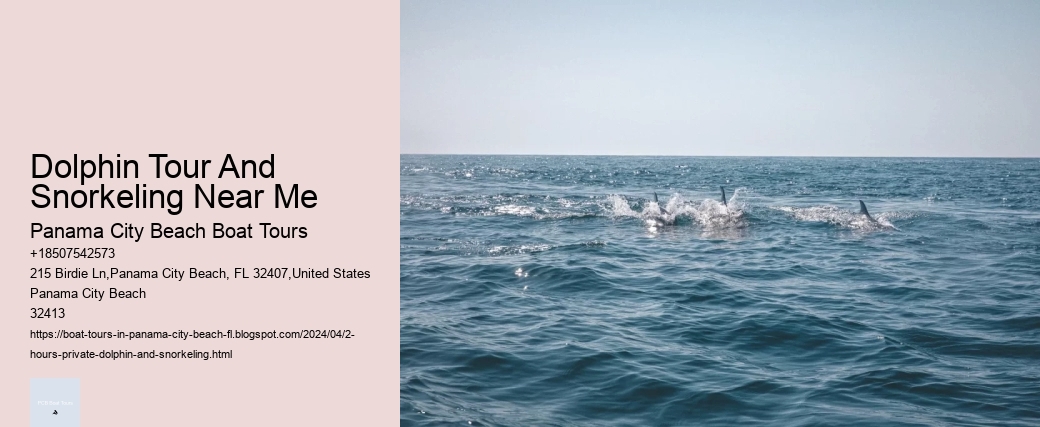 Dolphin Tour And
Snorkeling Near Me
Panama City Beach Boat Tours
+18507542573
215 Birdie Ln,Panama City Beach, FL 32407,United States
Panama City Beach
32413
https://boat-tours-in-panama-city-beach-fl.blogspot.com/2024/04/2-
hours-private-dolphin-and-snorkeling.html